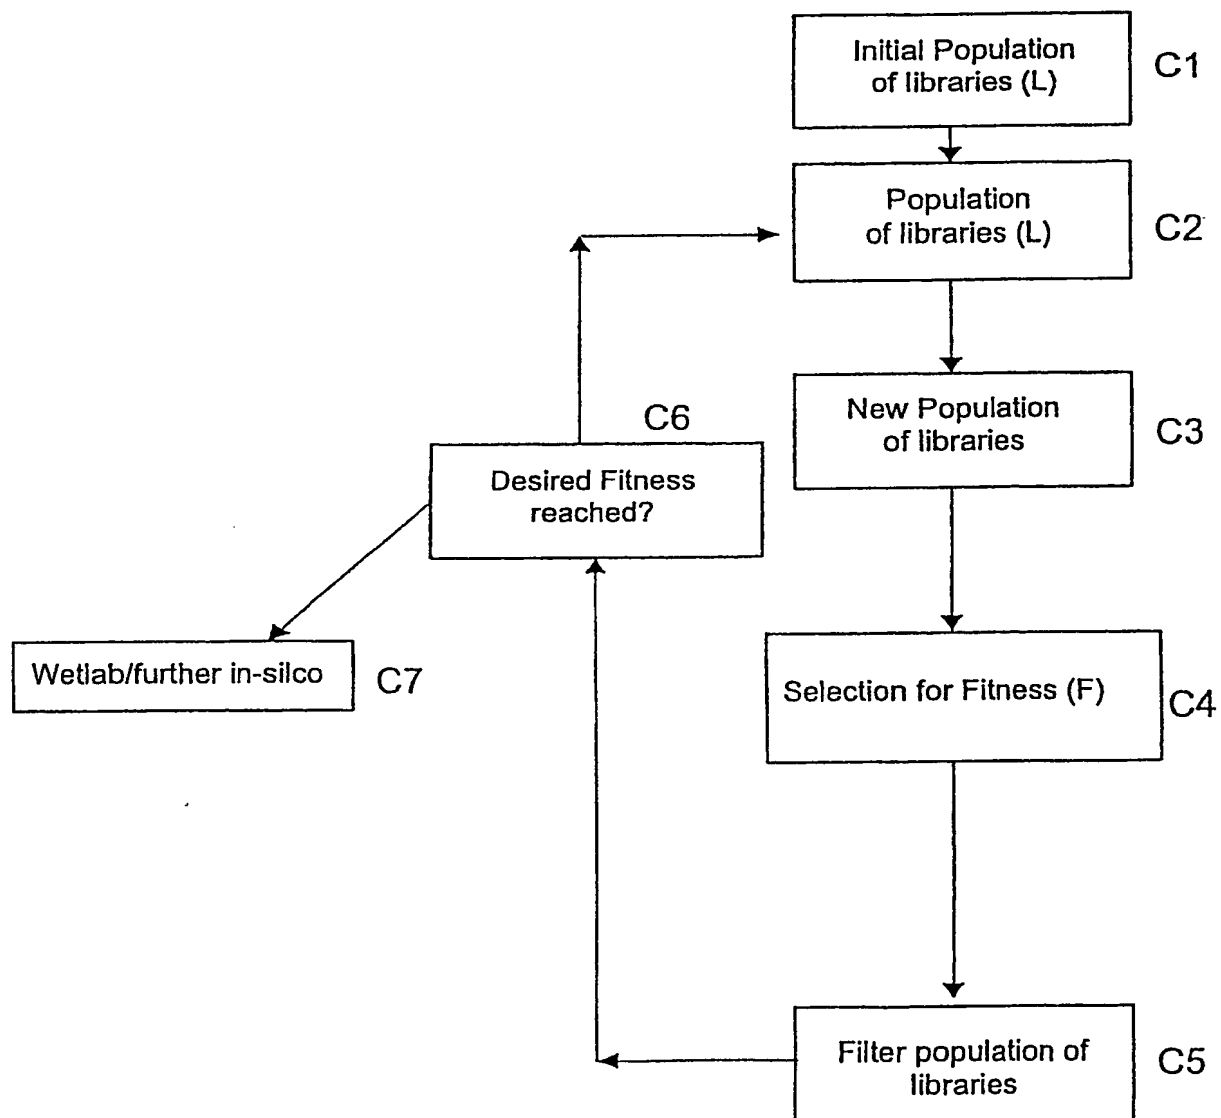 Initial Population
of libraries (L)
C1
Population
of libraries (L)
C2
New Population
of libraries
C3
C6
Desired Fitness
reached?
Wetlab/further in-silco
C7
Selection for Fitness (F)
C4
Filter population of
libraries
C5